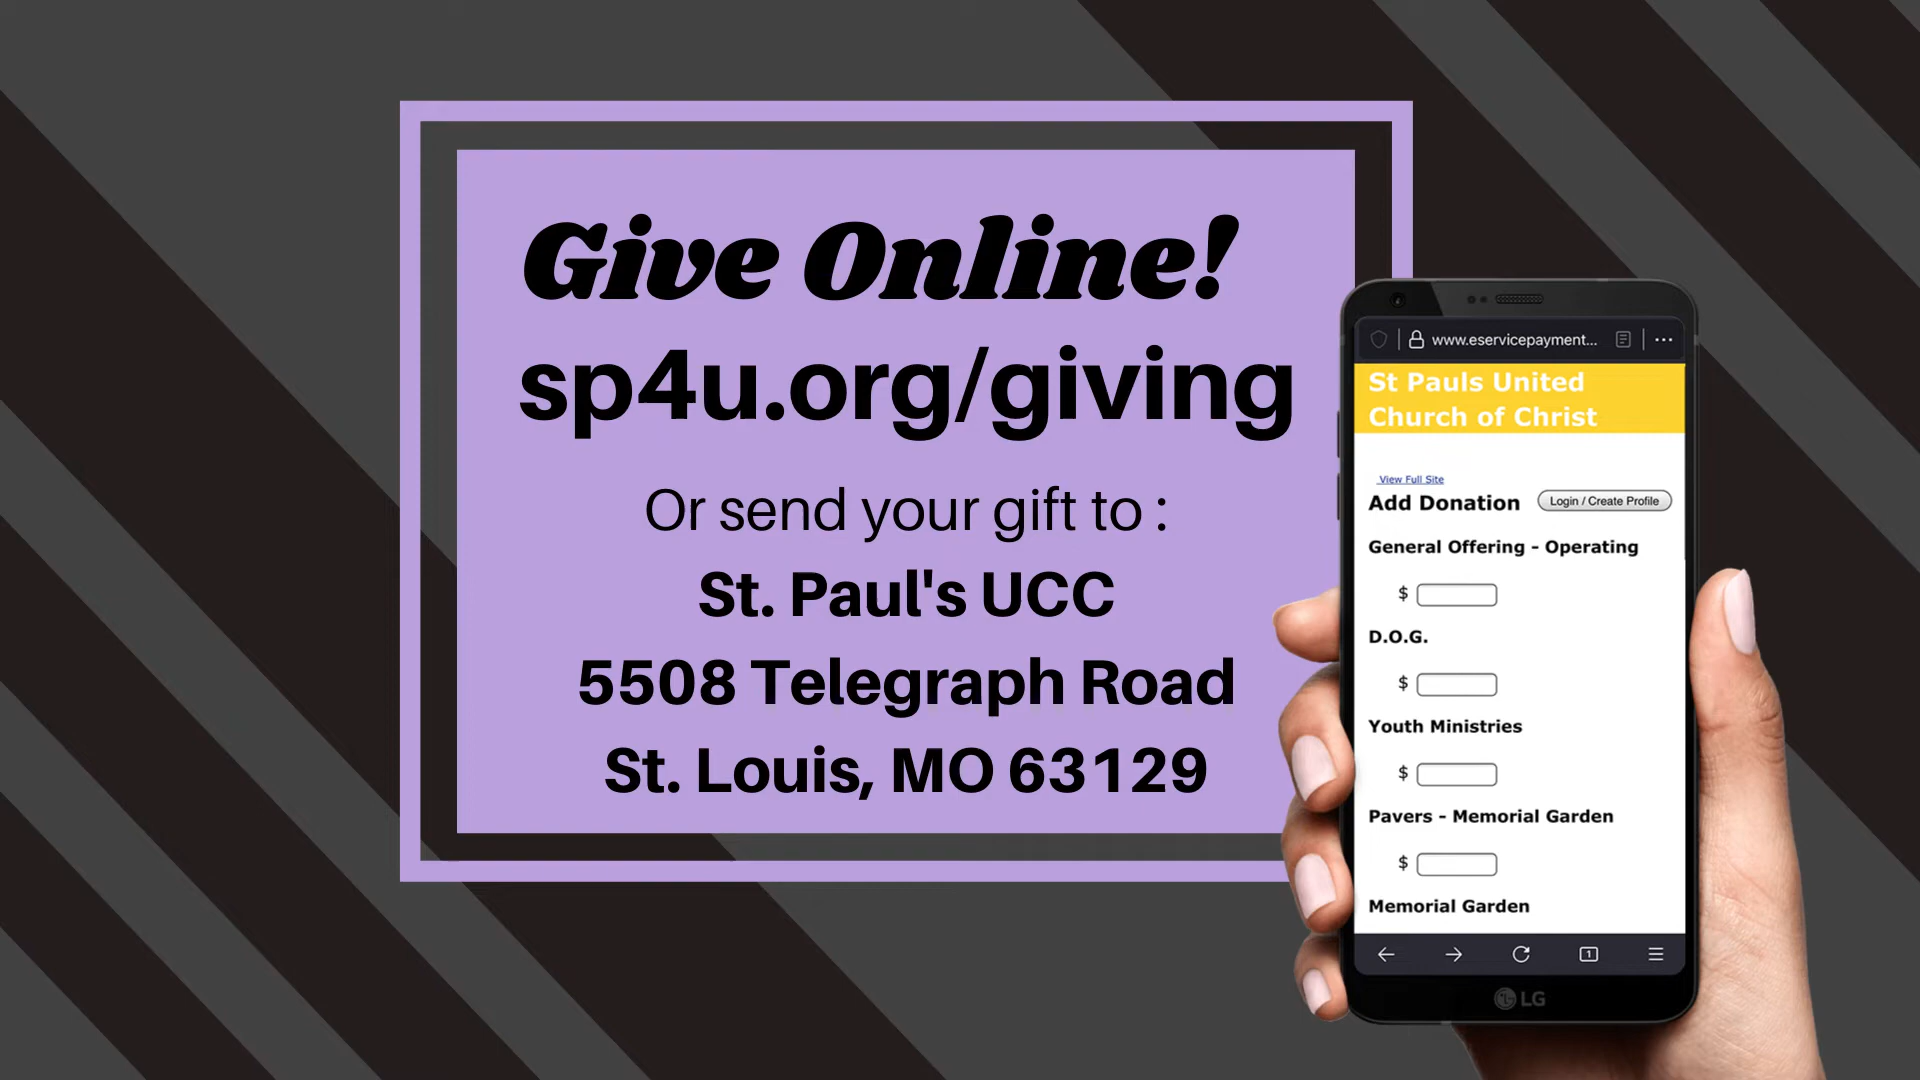 Give Online!
sp4u.org/giving
Or send your gift to :
St. Paul's UCC
5508 Telegraph Road
St. Louis, MO 63129
www.eservicepayment...
St Pauls United
Church of Christ
View Full Site
Add Donation
Login / Create Profile
General Offering - Operating
$
D.O.G.
$
Youth Ministries
$
Pavers - Memorial Garden
$
Memorial Garden
1
LG